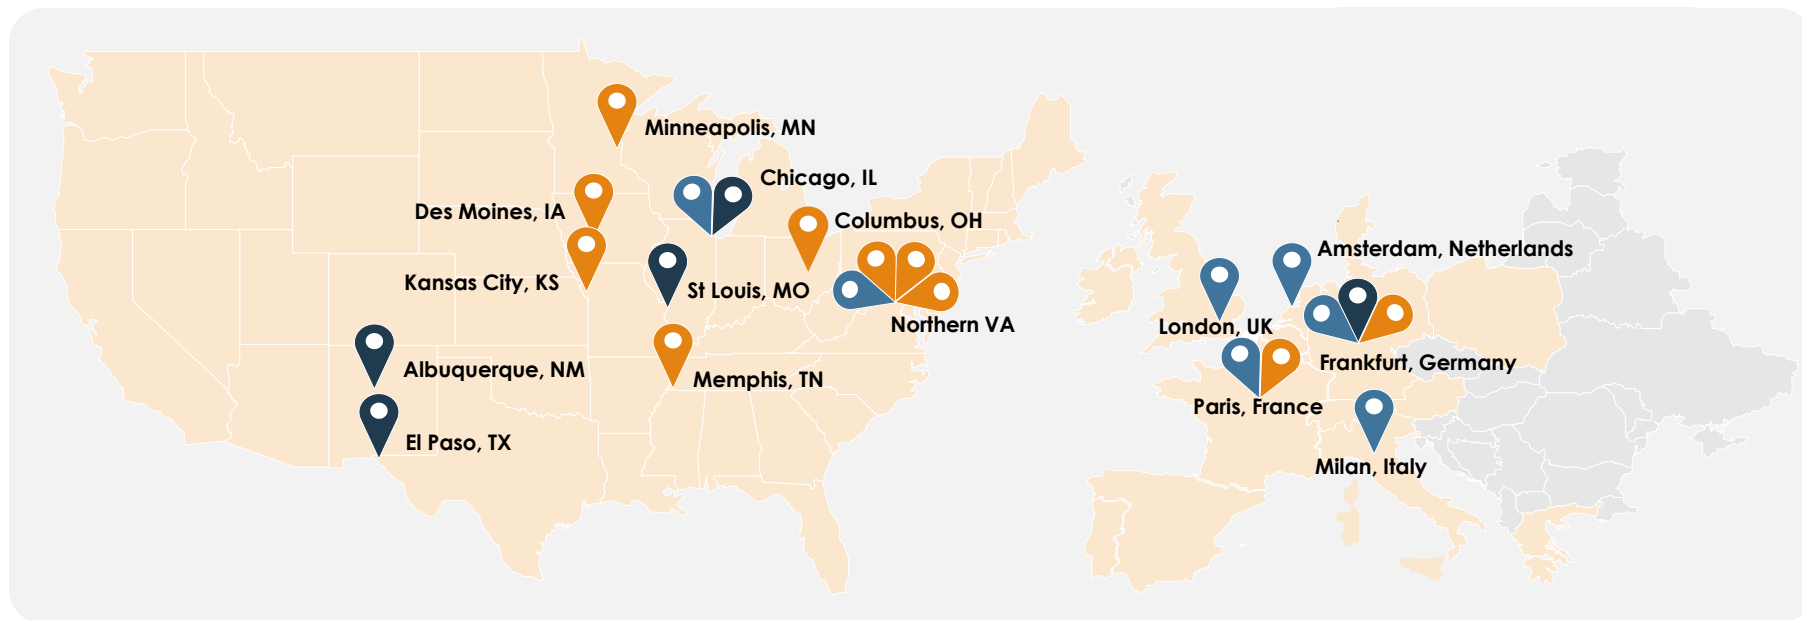 Minneapolis, MN
Chicago, IL
Des Moines, IA
Columbus, OH
Kansas City, KS
St Louis, MO
Northern VA
Albuquerque, NM
Memphis, TN
El Paso, TX
Amsterdam, Netherlands
London, UK
Frankfurt, Germany
Paris, France
Milan, Italy